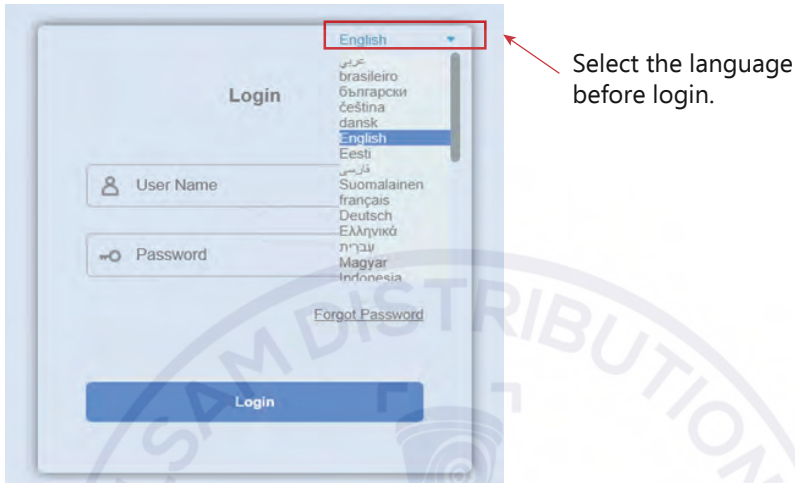 English
عربي
brasileiro
български
čeština
dansk
English
Eesti
فارسی
Suomalainen
français
Deutsch
Ελληνικά
עברית
Magyar
Indonesia
Login
User Name
Password
Forgot Password
Login
Select the language
before login.
SAM DISTRIBUTION